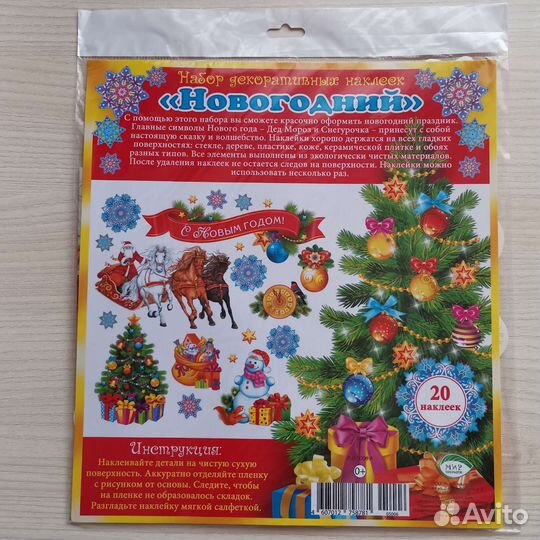 Набор декоративных наклеек
«Новогодний»
С помощью этого набора вы сможете красочно оформить новогодний праздник.
Главные символы Нового года – Дед Мороз и Снегурочка – принесут с собой
настоящую сказку и волшебство. Наклейки хорошо держатся на всех гладких
поверхностях: стекле, дереве, пластике, коже, керамической плитке и обоях
разных типов. Все элементы выполнены из экологически чистых материалов.
После удаления наклеек не остается следов на поверхности. Наклейки можно
использовать несколько раз.
С Новым годом!
20
наклеек
Инструкция:
Наклеивайте детали на чистую сухую
поверхность. Аккуратно отделяйте пленку
с рисунком от основы. Следите, чтобы
на пленке не образовалось складок.
Разгладьте наклейку мягкой салфеткой.
0+
МИР
Avito